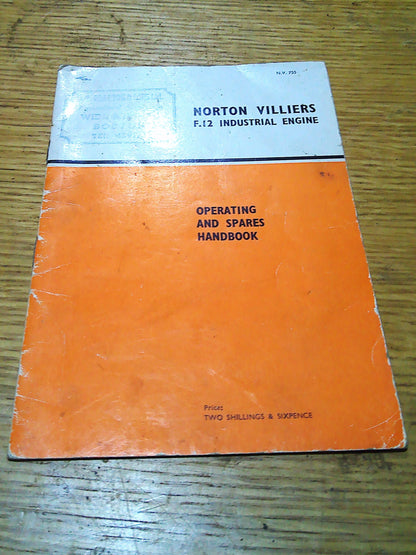 N.V. 755
NORTON VILLIERS
F.12 INDUSTRIAL ENGINE
OPERATING
AND SPARES
HANDBOOK
Price:
TWO SHILLINGS & SIXPENCE